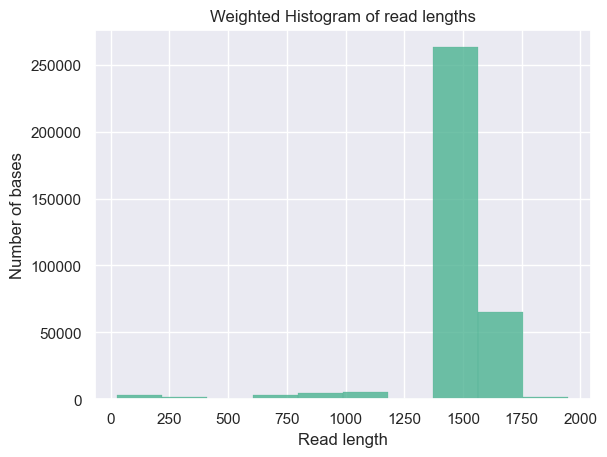 Weighted Histogram of read lengths
250000
200000
150000
100000
50000
0
Number of bases
0 250 500 750 1000 1250 1500 1750 2000
Read length